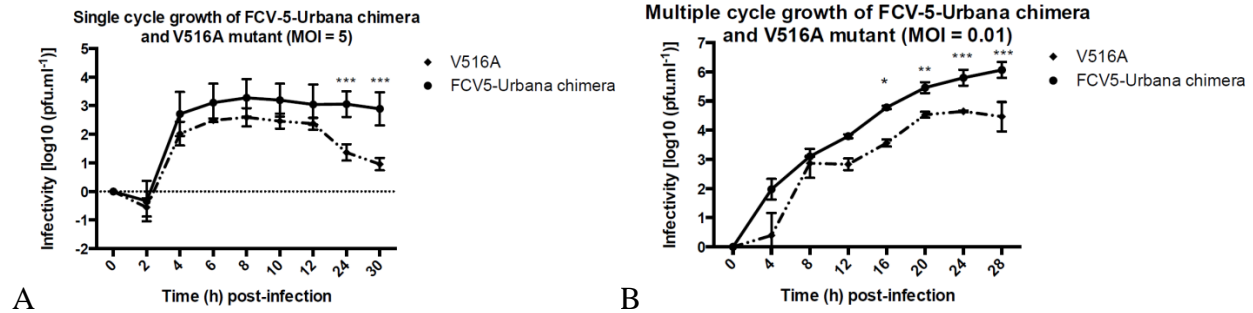 Single cycle growth of FCV-5-Urbana chimera
and V516A mutant (MOI = 5)
Infectivity [log10 (pfu.ml-1)]
5
4
3
2
1
0
-1
-2
*** ***
V516A
FCV5-Urbana chimera
0 2 4 6 8 10 12 24 30
Time (h) post-infection
A
Multiple cycle growth of FCV-5-Urbana chimera
and V516A mutant (MOI = 0.01)
Infectivity [log10 (pfu.ml-1)]
7
6
5
4
3
2
1
0
* ** *** ***
V516A
FCV5-Urbana chimera
0 4 8 12 16 20 24 28
Time (h) post-infection
B